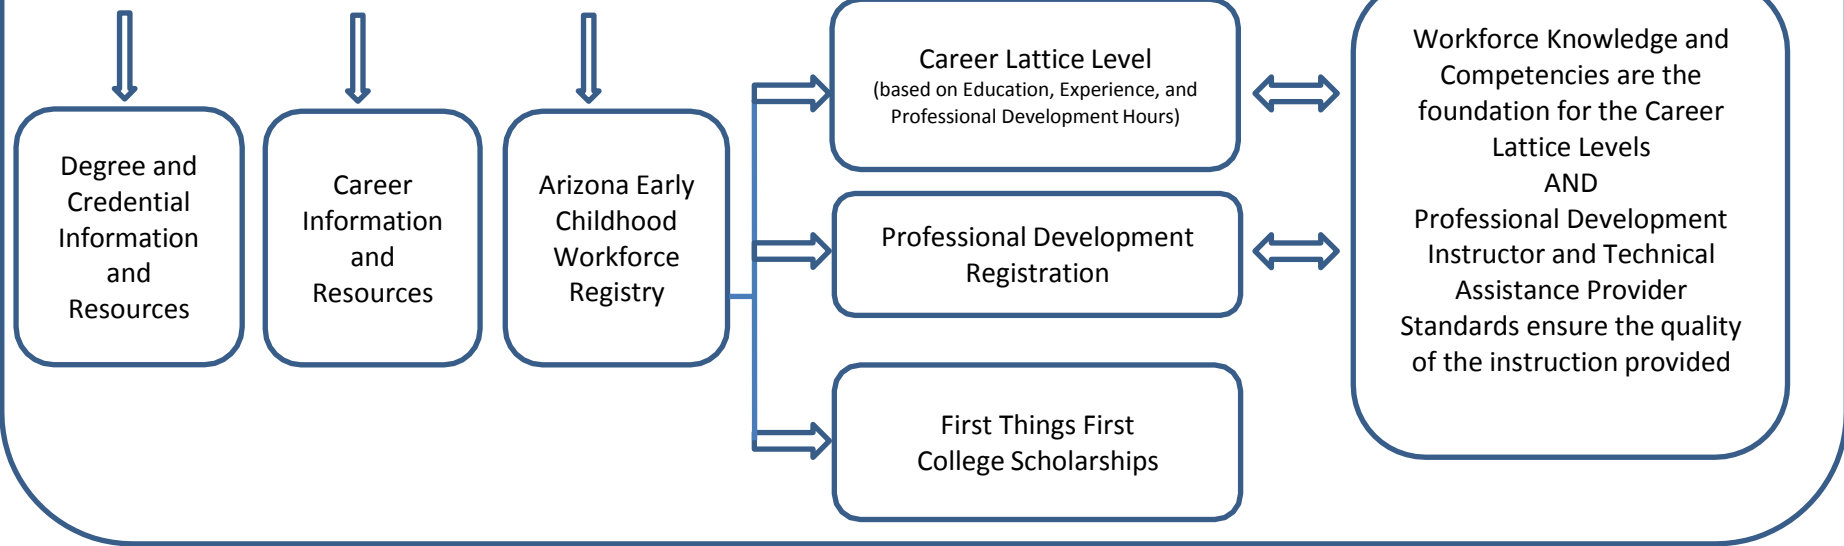 Degree and
Credential
Information
and
Resources
Career
Information
and
Resources
Arizona Early
Childhood
Workforce
Registry
Career Lattice Level
(based on Education, Experience, and
Professional Development Hours)
Professional Development
Registration
First Things First
College Scholarships
Workforce Knowledge and
Competencies are the
foundation for the Career
Lattice Levels
AND
Professional Development
Instructor and Technical
Assistance Provider
Standards ensure the quality
of the instruction provided